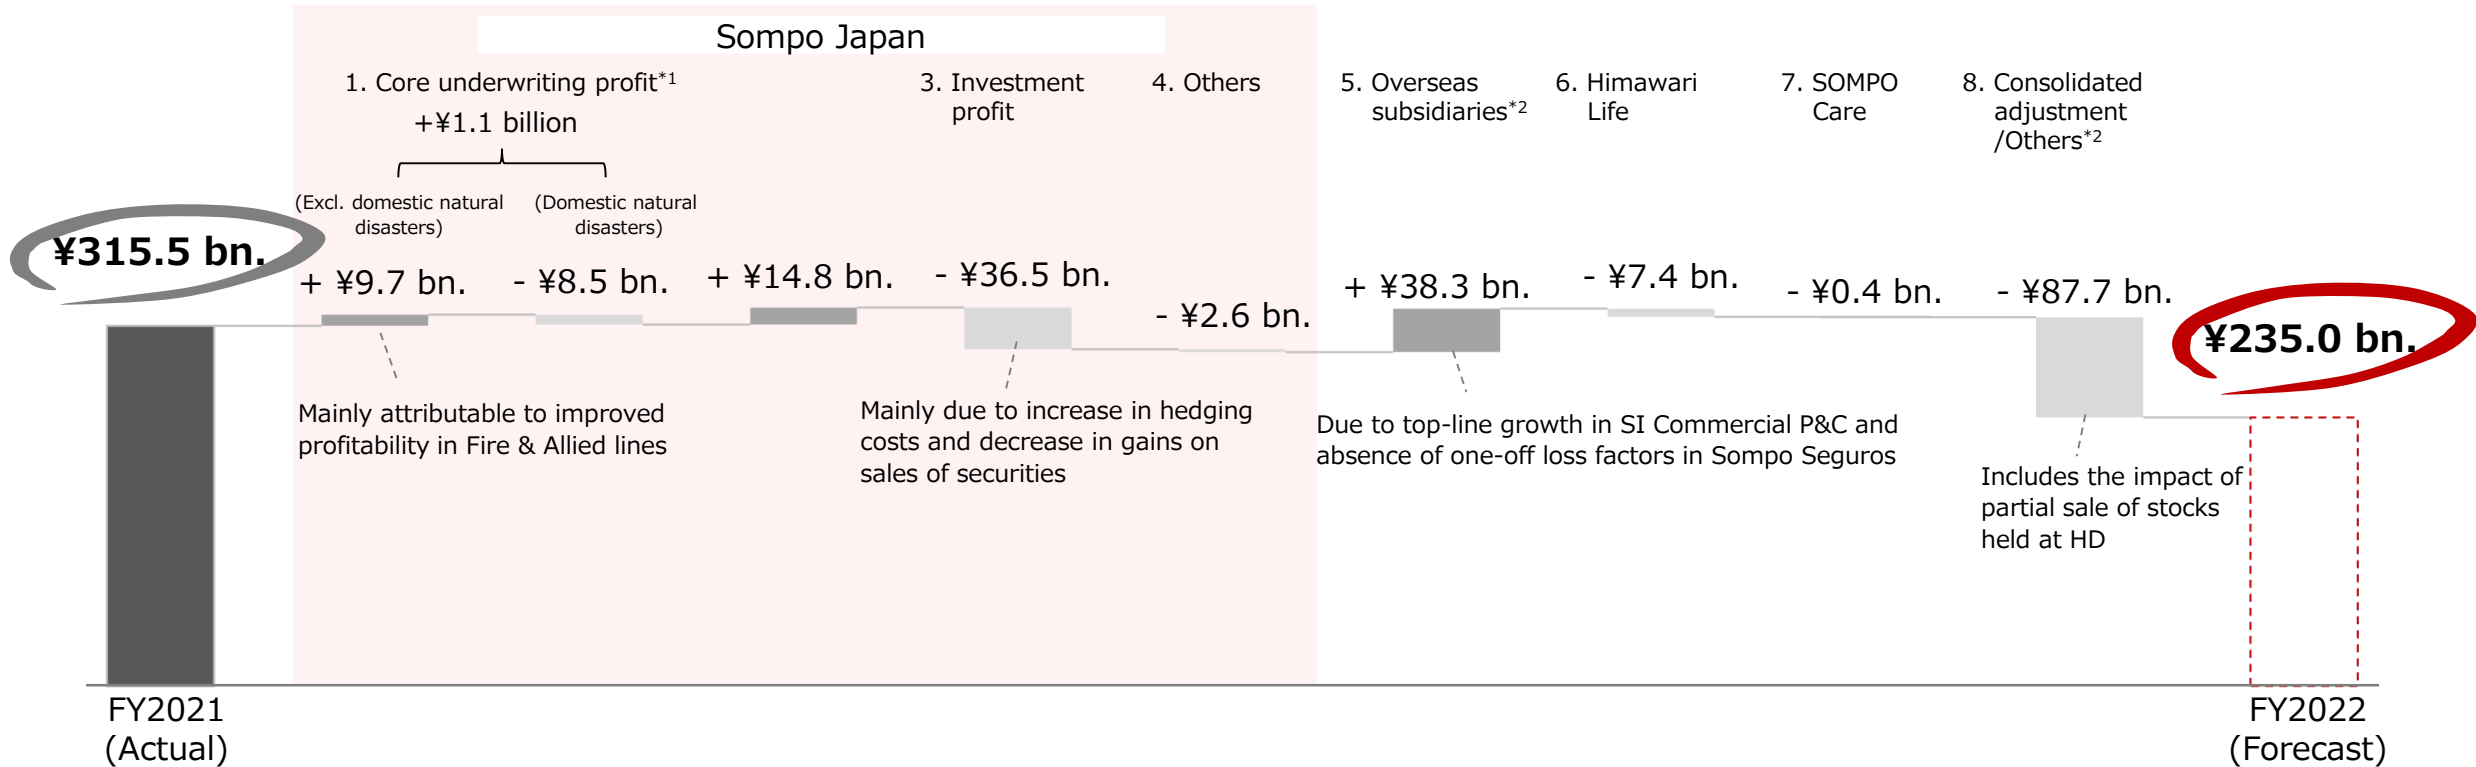 Sompo Japan
1. Core underwriting profit*1
+¥1.1 billion
(Excl. domestic natural
disasters)
(Domestic natural
disasters)
3. Investment
profit
4. Others
5. Overseas
subsidiaries*2
6. Himawari
Life
7. SOMPO
Care
8. Consolidated
adjustment
/Others*2
¥315.5 bn.
+ ¥9.7 bn.
- ¥8.5 bn.
+ ¥14.8 bn.
- ¥36.5 bn.
- ¥2.6 bn.
+ ¥38.3 bn.
- ¥7.4 bn.
- ¥0.4 bn.
- ¥87.7 bn.
¥235.0 bn.
Mainly attributable to improved
profitability in Fire & Allied lines
Mainly due to increase in hedging
costs and decrease in gains on
sales of securities
Due to top-line growth in SI Commercial P&C and
absence of one-off loss factors in Sompo Seguros
Includes the impact of
partial sale of stocks
held at HD
FY2021
(Actual)
FY2022
(Forecast)